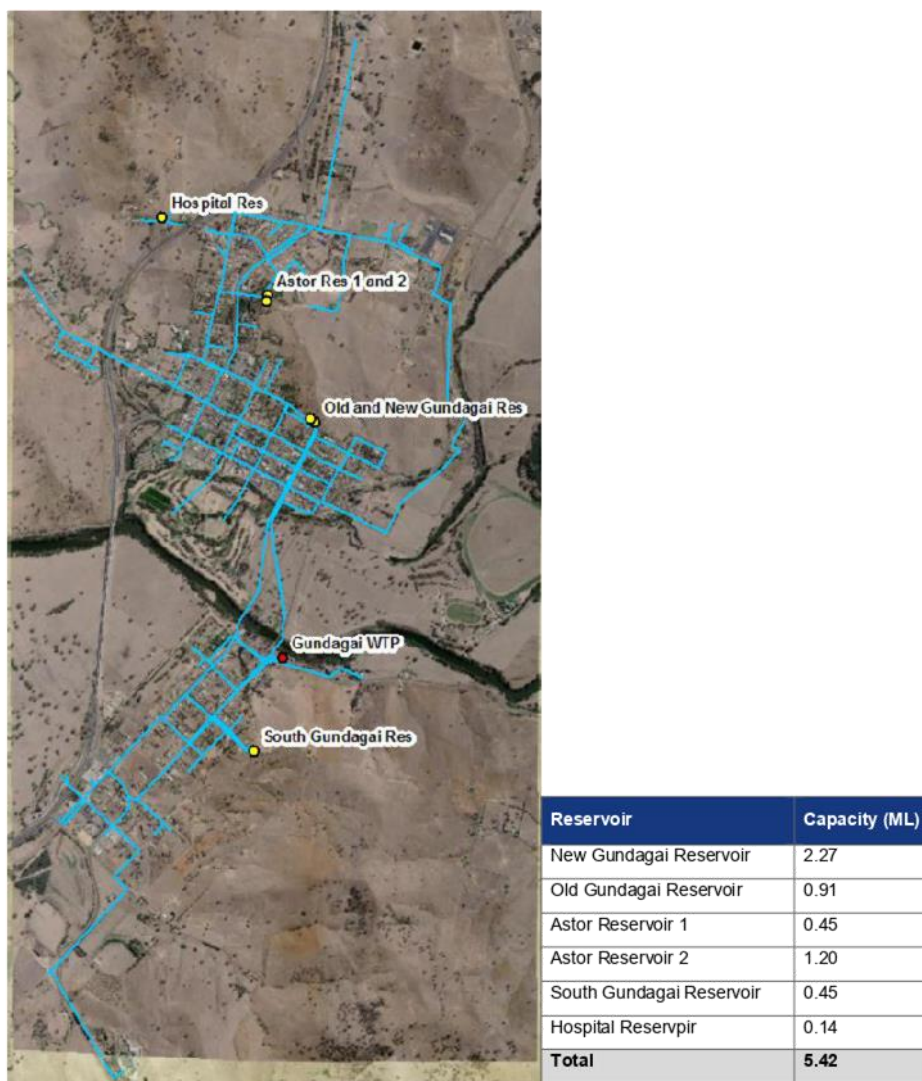 Hospital Res
Astor Res 1 and 2
Old and New Gundagai Res
Gundagai WTP
South Gundagai Res
Reservoir Capacity (ML)
New Gundagai Reservoir 2.27
Old Gundagai Reservoir 0.91
Astor Reservoir 1 0.45
Astor Reservoir 2 1.20
South Gundagai Reservoir 0.45
Hospital Reservpir 0.14
Total 5.42